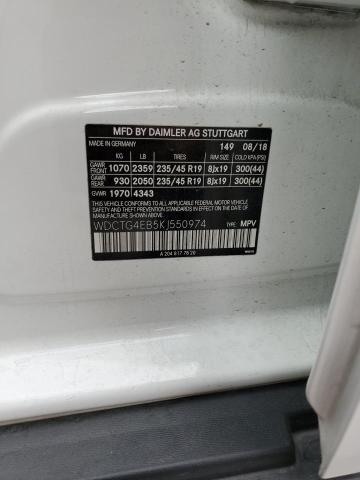 MFD BY DAIMLER AG STUTTGART
MADE IN GERMANY 149 08/18
KG LB TIRES RIM SIZE COLD KPA (PSI)
GAWR FRONT 1070 2359 235/45 R19 8Jx19 300(44)
GAWR REAR 930 2050 235/45 R19 8Jx19 300(44)
GVWR 1970 4343
THIS VEHICLE CONFORMS TO ALL APPLICABLE FEDERAL MOTOR VEHICLE
SAFETY STANDARDS IN EFFECT ON THE DATE OF MANUFACTURE SHOWN ABOVE.
WDCTG4EB5KJ550974 TYPE: MPV
A 204 817 78 20